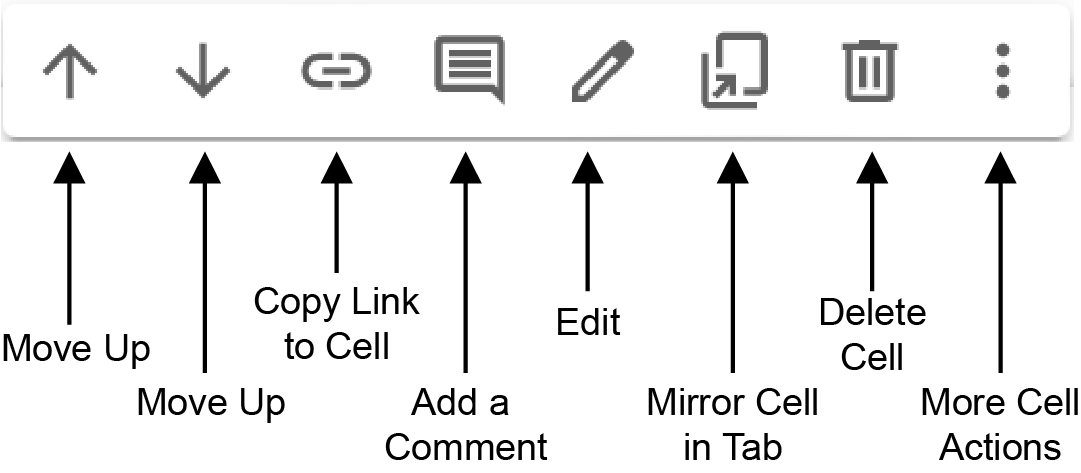 Move Up
Move Up
Copy Link
to Cell
Add a
Comment
Edit
Mirror Cell
in Tab
Delete
Cell
More Cell
Actions